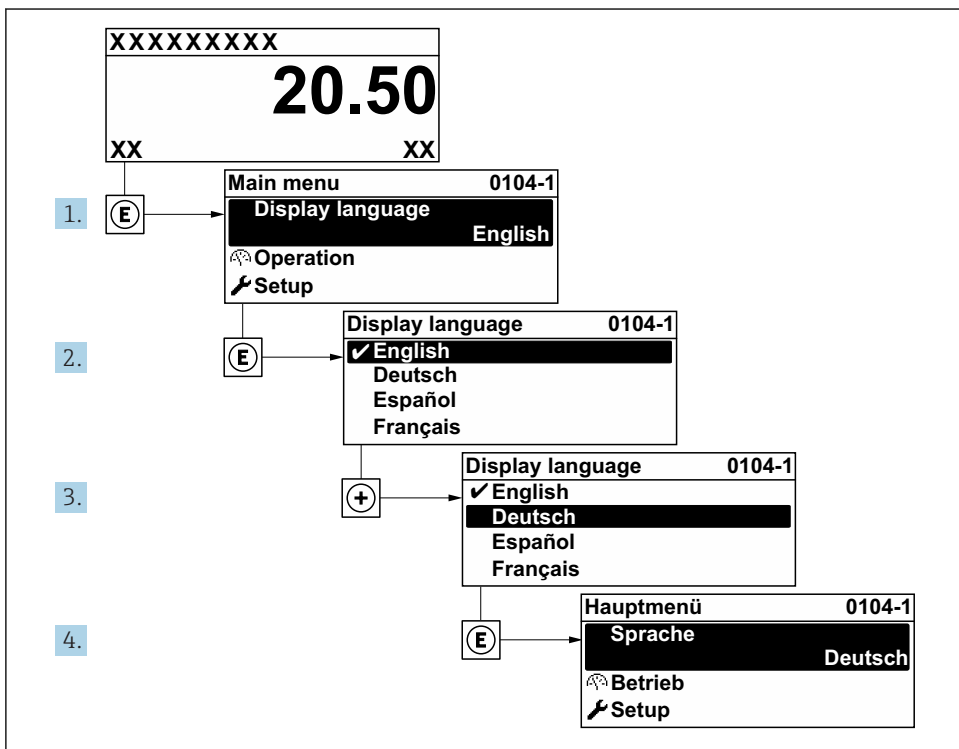 XXXXXXXXX
20.50
XX XX
1. E
Main menu 0104-1
Display language
English
Operation
Setup
2. E
Display language 0104-1
✔ English
Deutsch
Español
Français
3. +
Display language 0104-1
✔ English
Deutsch
Español
Français
4. E
Hauptmenü 0104-1
Sprache
Deutsch
Betrieb
Setup